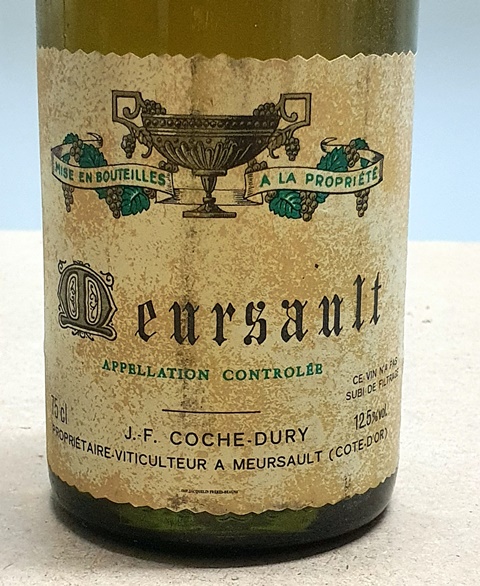 MISE EN BOUTEILLES A LA PROPRIÉTÉ
Meursault
APPELLATION CONTROLÉE
CE VIN N'A PAS
SUBI DE FILTRAGE
75 cl
12,5%vol.
J.-F. COCHE-DURY
PROPRIÉTAIRE-VITICULTEUR A MEURSAULT (COTE-D'OR)